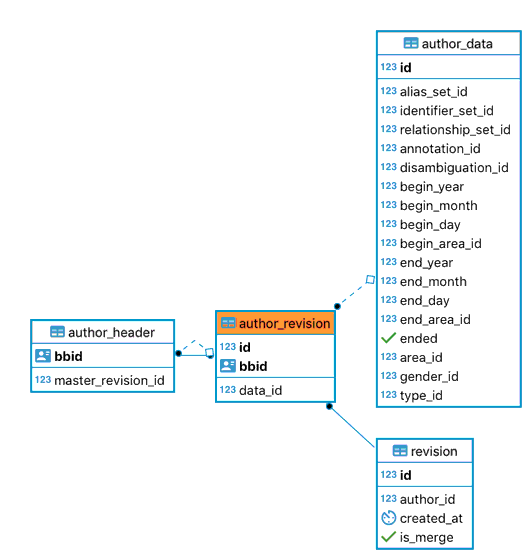 author_data
123 id
123 alias_set_id
123 identifier_set_id
123 relationship_set_id
123 annotation_id
123 disambiguation_id
123 begin_year
123 begin_month
123 begin_day
123 begin_area_id
123 end_year
123 end_month
123 end_day
123 end_area_id
ended
123 area_id
123 gender_id
123 type_id
author_header
bbid
123 master_revision_id
author_revision
123 id
bbid
123 data_id
revision
123 id
123 author_id
created_at
is_merge